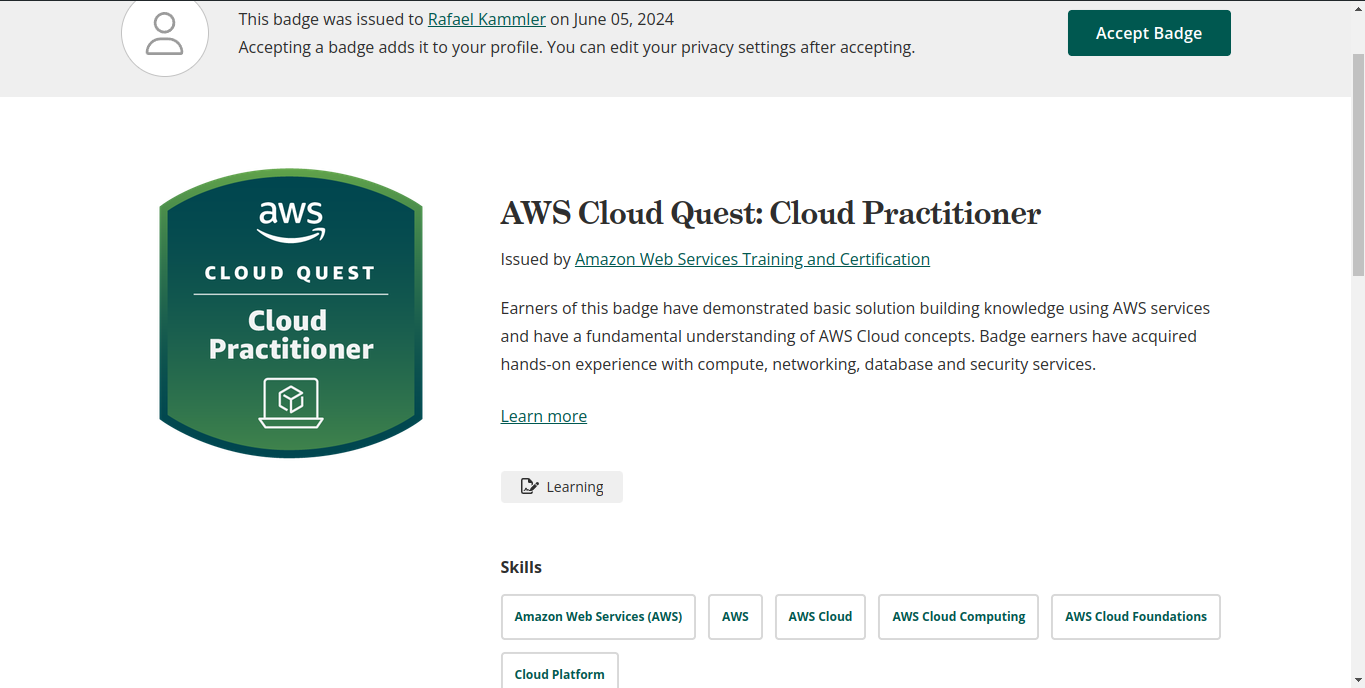 This badge was issued to Rafael Kammler on June 05, 2024
Accepting a badge adds it to your profile. You can edit your privacy settings after accepting.
Accept Badge
aws
CLOUD QUEST
Cloud
Practitioner
AWS Cloud Quest: Cloud Practitioner
Issued by Amazon Web Services Training and Certification
Earners of this badge have demonstrated basic solution building knowledge using AWS services
and have a fundamental understanding of AWS Cloud concepts. Badge earners have acquired
hands-on experience with compute, networking, database and security services.
Learn more
Learning
Skills
Amazon Web Services (AWS) AWS AWS Cloud AWS Cloud Computing AWS Cloud Foundations
Cloud Platform